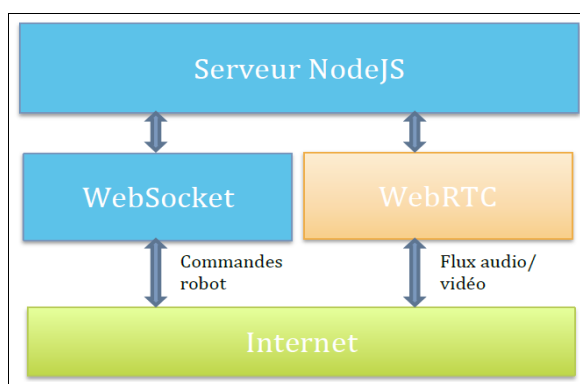 Serveur NodeJS
WebSocket
WebRTC
Commandes
robot
Flux audio/
vidéo
Internet